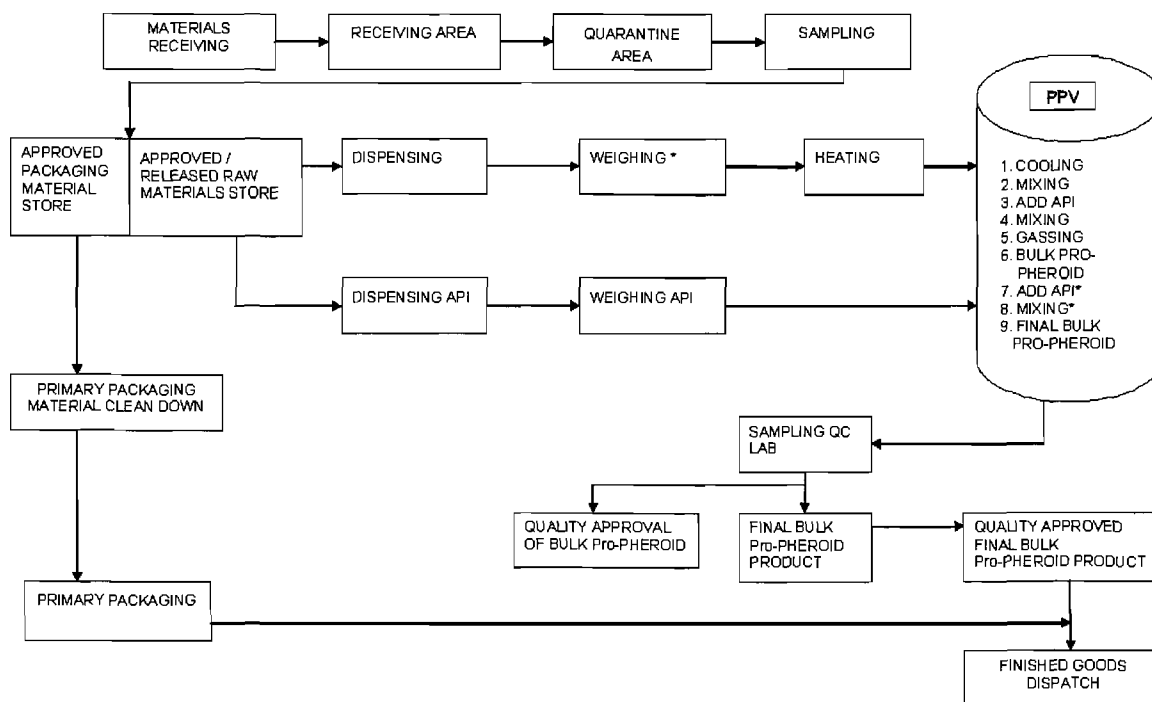 MATERIALS
RECEIVING
RECEIVING AREA
QUARANTINE
AREA
SAMPLING
PPV
1. COOLING
2. MIXING
3. ADD API
4. MIXING
5. GASSING
6. BULK PRO-
PHEROID
7. ADD API*
8. MIXING*
9. FINAL BULK
PRO-PHEROID
APPROVED
PACKAGING
MATERIAL
STORE
APPROVED /
RELEASED RAW
MATERIALS STORE
DISPENSING
WEIGHING *
HEATING
DISPENSING API
WEIGHING API
PRIMARY PACKAGING
MATERIAL CLEAN DOWN
SAMPLING QC
LAB
QUALITY APPROVAL
OF BULK Pro-PHEROID
FINAL BULK
Pro-PHEROID
PRODUCT
QUALITY APPROVED
FINAL BULK
Pro-PHEROID PRODUCT
PRIMARY PACKAGING
FINISHED GOODS
DISPATCH